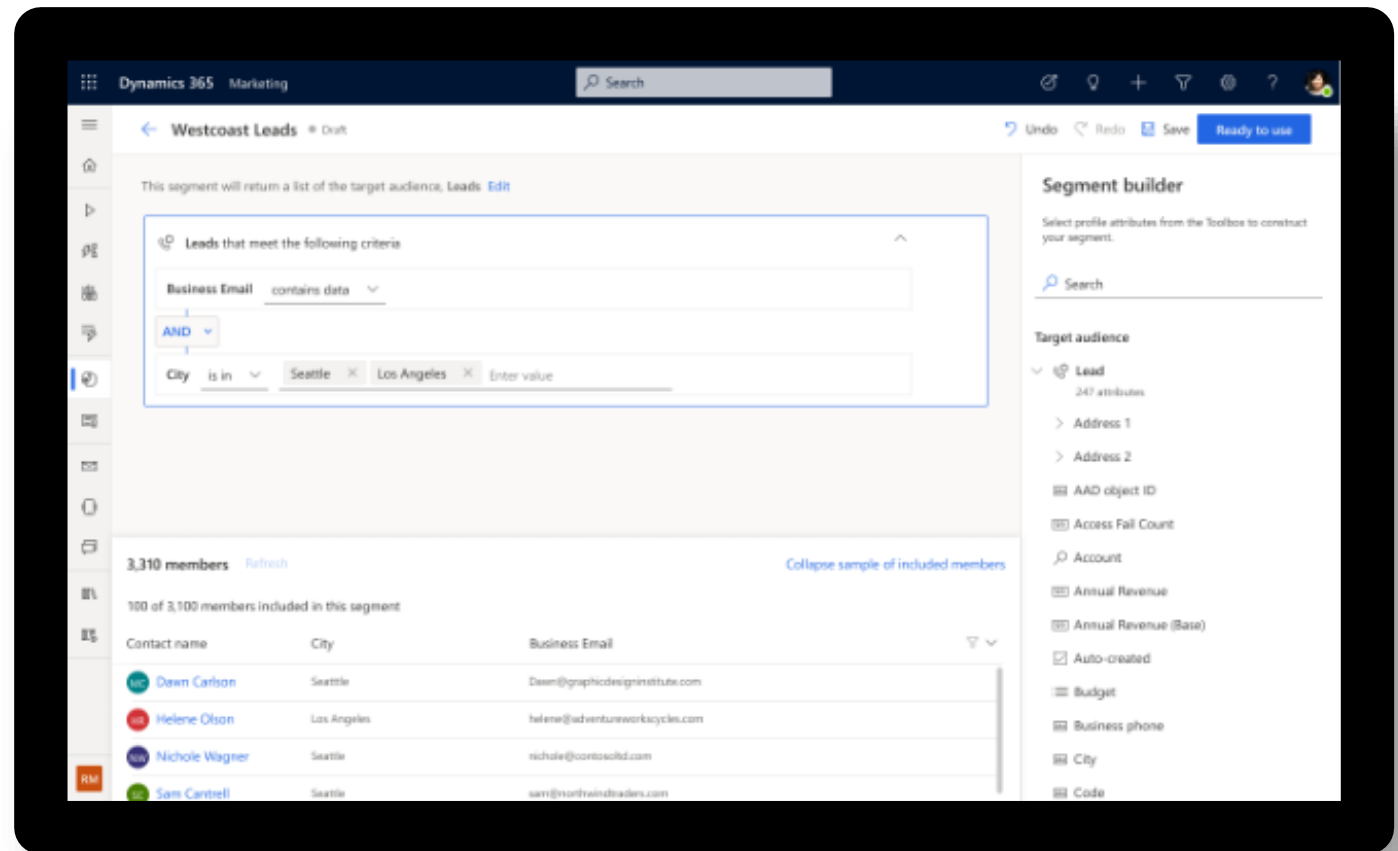 Dynamics 365 Marketing Search
Westcoast Leads Draft Undo Redo Save Ready to use
This segment will return a list of the target audience, Leads Edit
Leads that meet the following criteria
Business Email contains data
AND
City is in Seattle Los Angeles Enter value
3,310 members Refresh Collapse sample of included members
100 of 3,100 members included in this segment
Contact name City Business Email
Dawn Carlson Seattle Dawn@graphicdesigninstitute.com
Helene Olson Los Angeles helene@adventureworkscycles.com
NW Nichole Wagner Seattle nichole@contosoltd.com
SC Sam Cantrell Seattle sam@northwindtraders.com
RM
Segment builder
Select profile attributes from the Toolbox to construct
your segment.
Search
Target audience
Lead
247 attributes
Address 1
Address 2
AAD object ID
Access Fail Count
Account
Annual Revenue
Annual Revenue (Base)
Auto-created
Budget
Business phone
City
Code